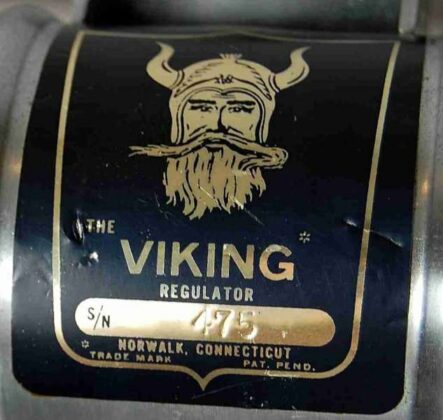 THE
VIKING*
REGULATOR
S/N 475
* NORWALK, CONNECTICUT
TRADE MARK PAT. PEND.